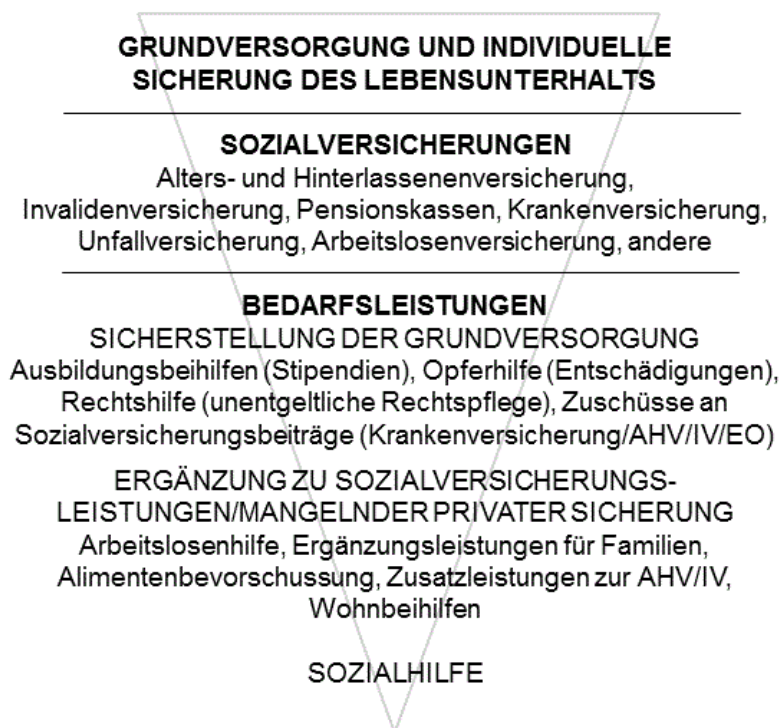 GRUNDVERSORGUNG UND INDIVIDUELLE
SICHERUNG DES LEBENSUNTERHALTS
SOZIALVERSICHERUNGEN
Alters- und Hinterlassenenversicherung,
Invalidenversicherung, Pensionskassen, Krankenversicherung,
Unfallversicherung, Arbeitslosenversicherung, andere
BEDARFSLEISTUNGEN
SICHERSTELLUNG DER GRUNDVERSORGUNG
Ausbildungsbeihilfen (Stipendien), Opferhilfe (Entschädigungen),
Rechtshilfe (unentgeltliche Rechtspflege), Zuschüsse an
Sozialversicherungsbeiträge (Krankenversicherung/AHV/IV/EO)
ERGÄNZUNG ZU SOZIALVERSICHERUNGS-
LEISTUNGEN/MANGELNDER PRIVATER SICHERUNG
Arbeitslosenhilfe, Ergänzungsleistungen für Familien,
Alimentenbevorschussung, Zusatzleistungen zur AHV/IV,
Wohnbeihilfen
SOZIALHILFE